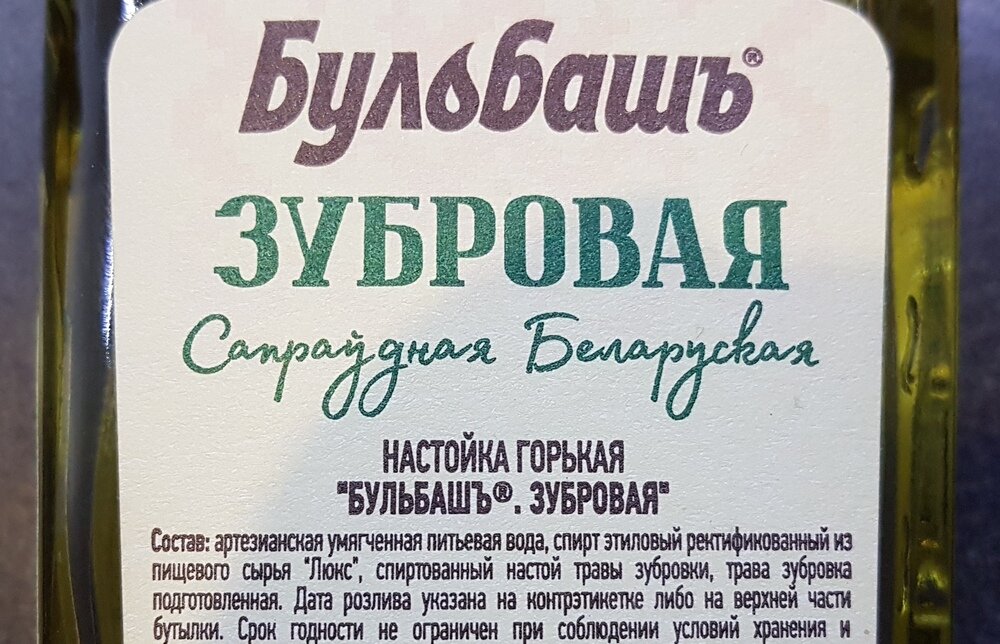 Бульбашъ®
ЗУБРОВАЯ
Сапраўдная Беларуская
НАСТОЙКА ГОРЬКАЯ
"БУЛЬБАШЪ®. ЗУБРОВАЯ"
Состав: артезианская умягченная питьевая вода, спирт этиловый ректификованный из
пищевого сырья "Люкс", спиртованный настой травы зубровки, трава зубровка
подготовленная. Дата розлива указана на контрэтикетке либо на верхней части
бутылки. Срок годности не ограничен при соблюдении условий хранения и